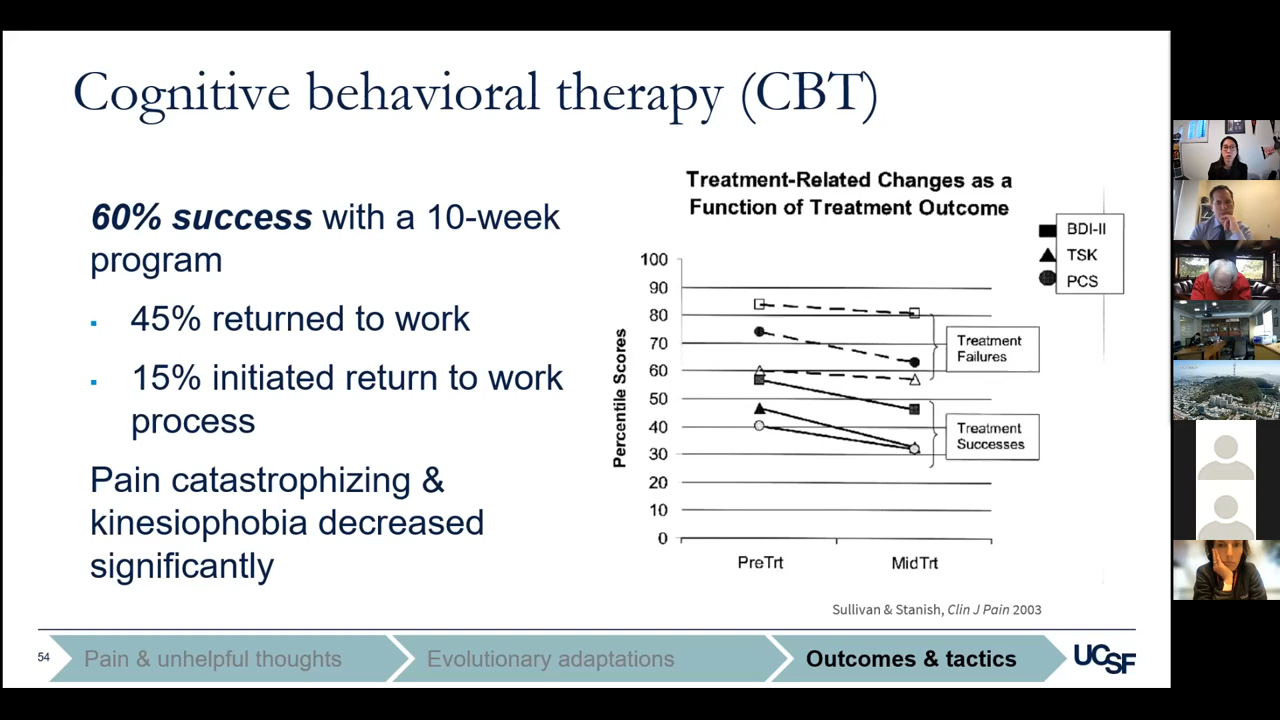 Cognitive behavioral therapy (CBT)
60% success with a 10-week
program
▪ 45% returned to work
▪ 15% initiated return to work
process
Pain catastrophizing &
kinesiophobia decreased
significantly
Treatment-Related Changes as a
Function of Treatment Outcome
BDI-II
TSK
PCS
Percentile Scores
100
90
80
70
60
50
40
30
20
10
0
Treatment
Failures
Treatment
Successes
PreTrt MidTrt
Sullivan & Stanish, Clin J Pain 2003
54 Pain & unhelpful thoughts Evolutionary adaptations Outcomes & tactics UCSF